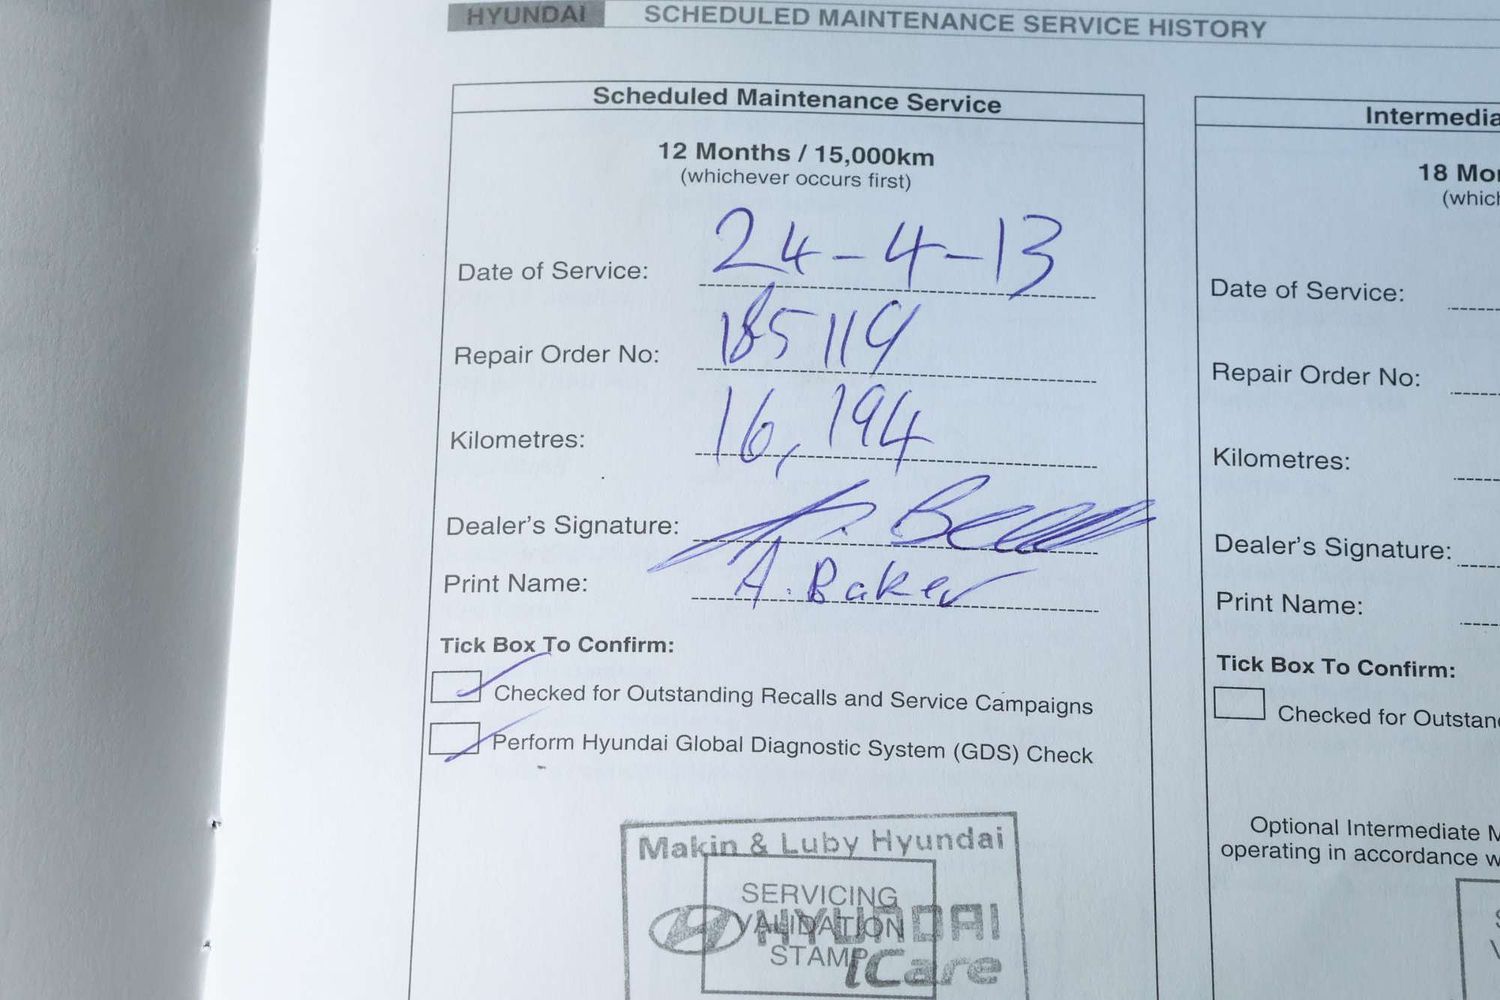 HYUNDAI SCHEDULED MAINTENANCE SERVICE HISTORY
Scheduled Maintenance Service
12 Months / 15,000km
(whichever occurs first)
Date of Service: 24-4-13
Repair Order No: 185119
Kilometres: 16,194
Dealer's Signature:
Print Name: A. Baker
Tick Box To Confirm:
Checked for Outstanding Recalls and Service Campaigns
Perform Hyundai Global Diagnostic System (GDS) Check
Makin & Luby Hyundai
SERVICING
VALIDATION
STAMP
HYUNDAI
iCare
Intermedia
18 Mo
(which
Date of Service:
Repair Order No:
Kilometres:
Dealer's Signature:
Print Name:
Tick Box To Confirm:
Checked for Outstan
Optional Intermediate M
operating in accordance w